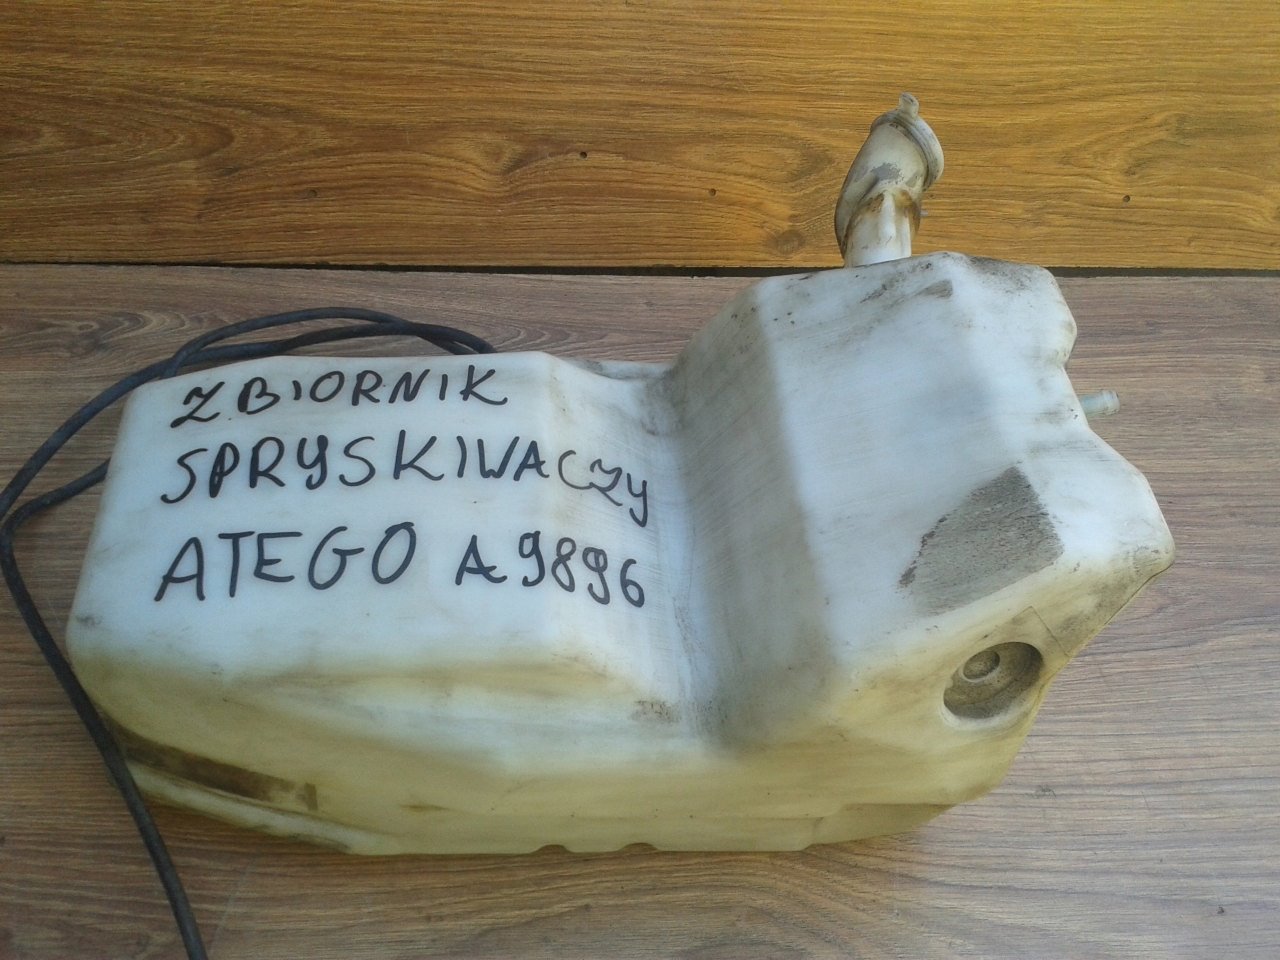 ZBIORNIK
SPRYSKIWACZY
ATEGO A9896